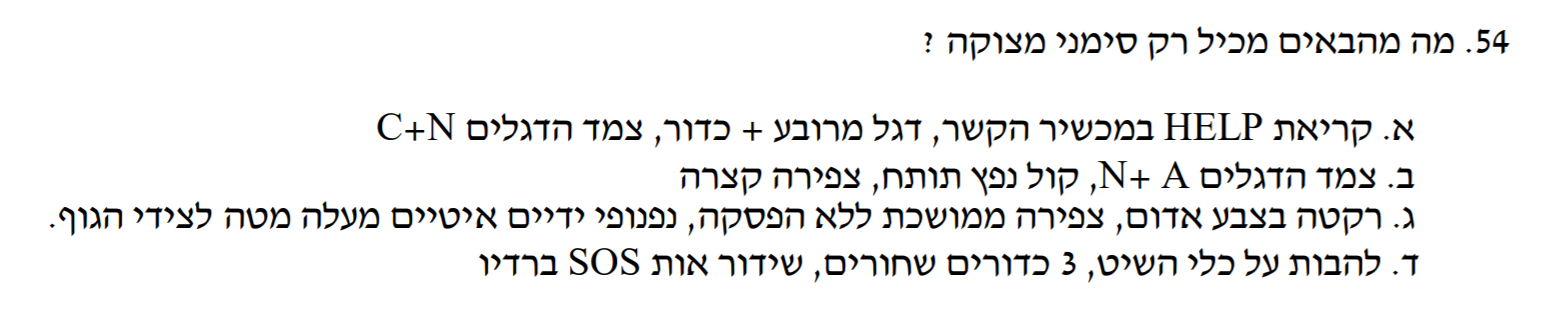 54. מה מהבאים מכיל רק סימני מצוקה ?
א. קריאת HELP במכשיר הקשר, דגל מרובע + כדור, צמד הדגלים C+N
ב. צמד הדגלים N+ A, קול נפץ תותח, צפירה קצרה
ג. רקטה בצבע אדום, צפירה ממושכת ללא הפסקה, נפנופי ידיים איטיים מעלה מטה לצידי הגוף.
ד. להבות על כלי השיט, 3 כדורים שחורים, שידור אות SOS ברדיו